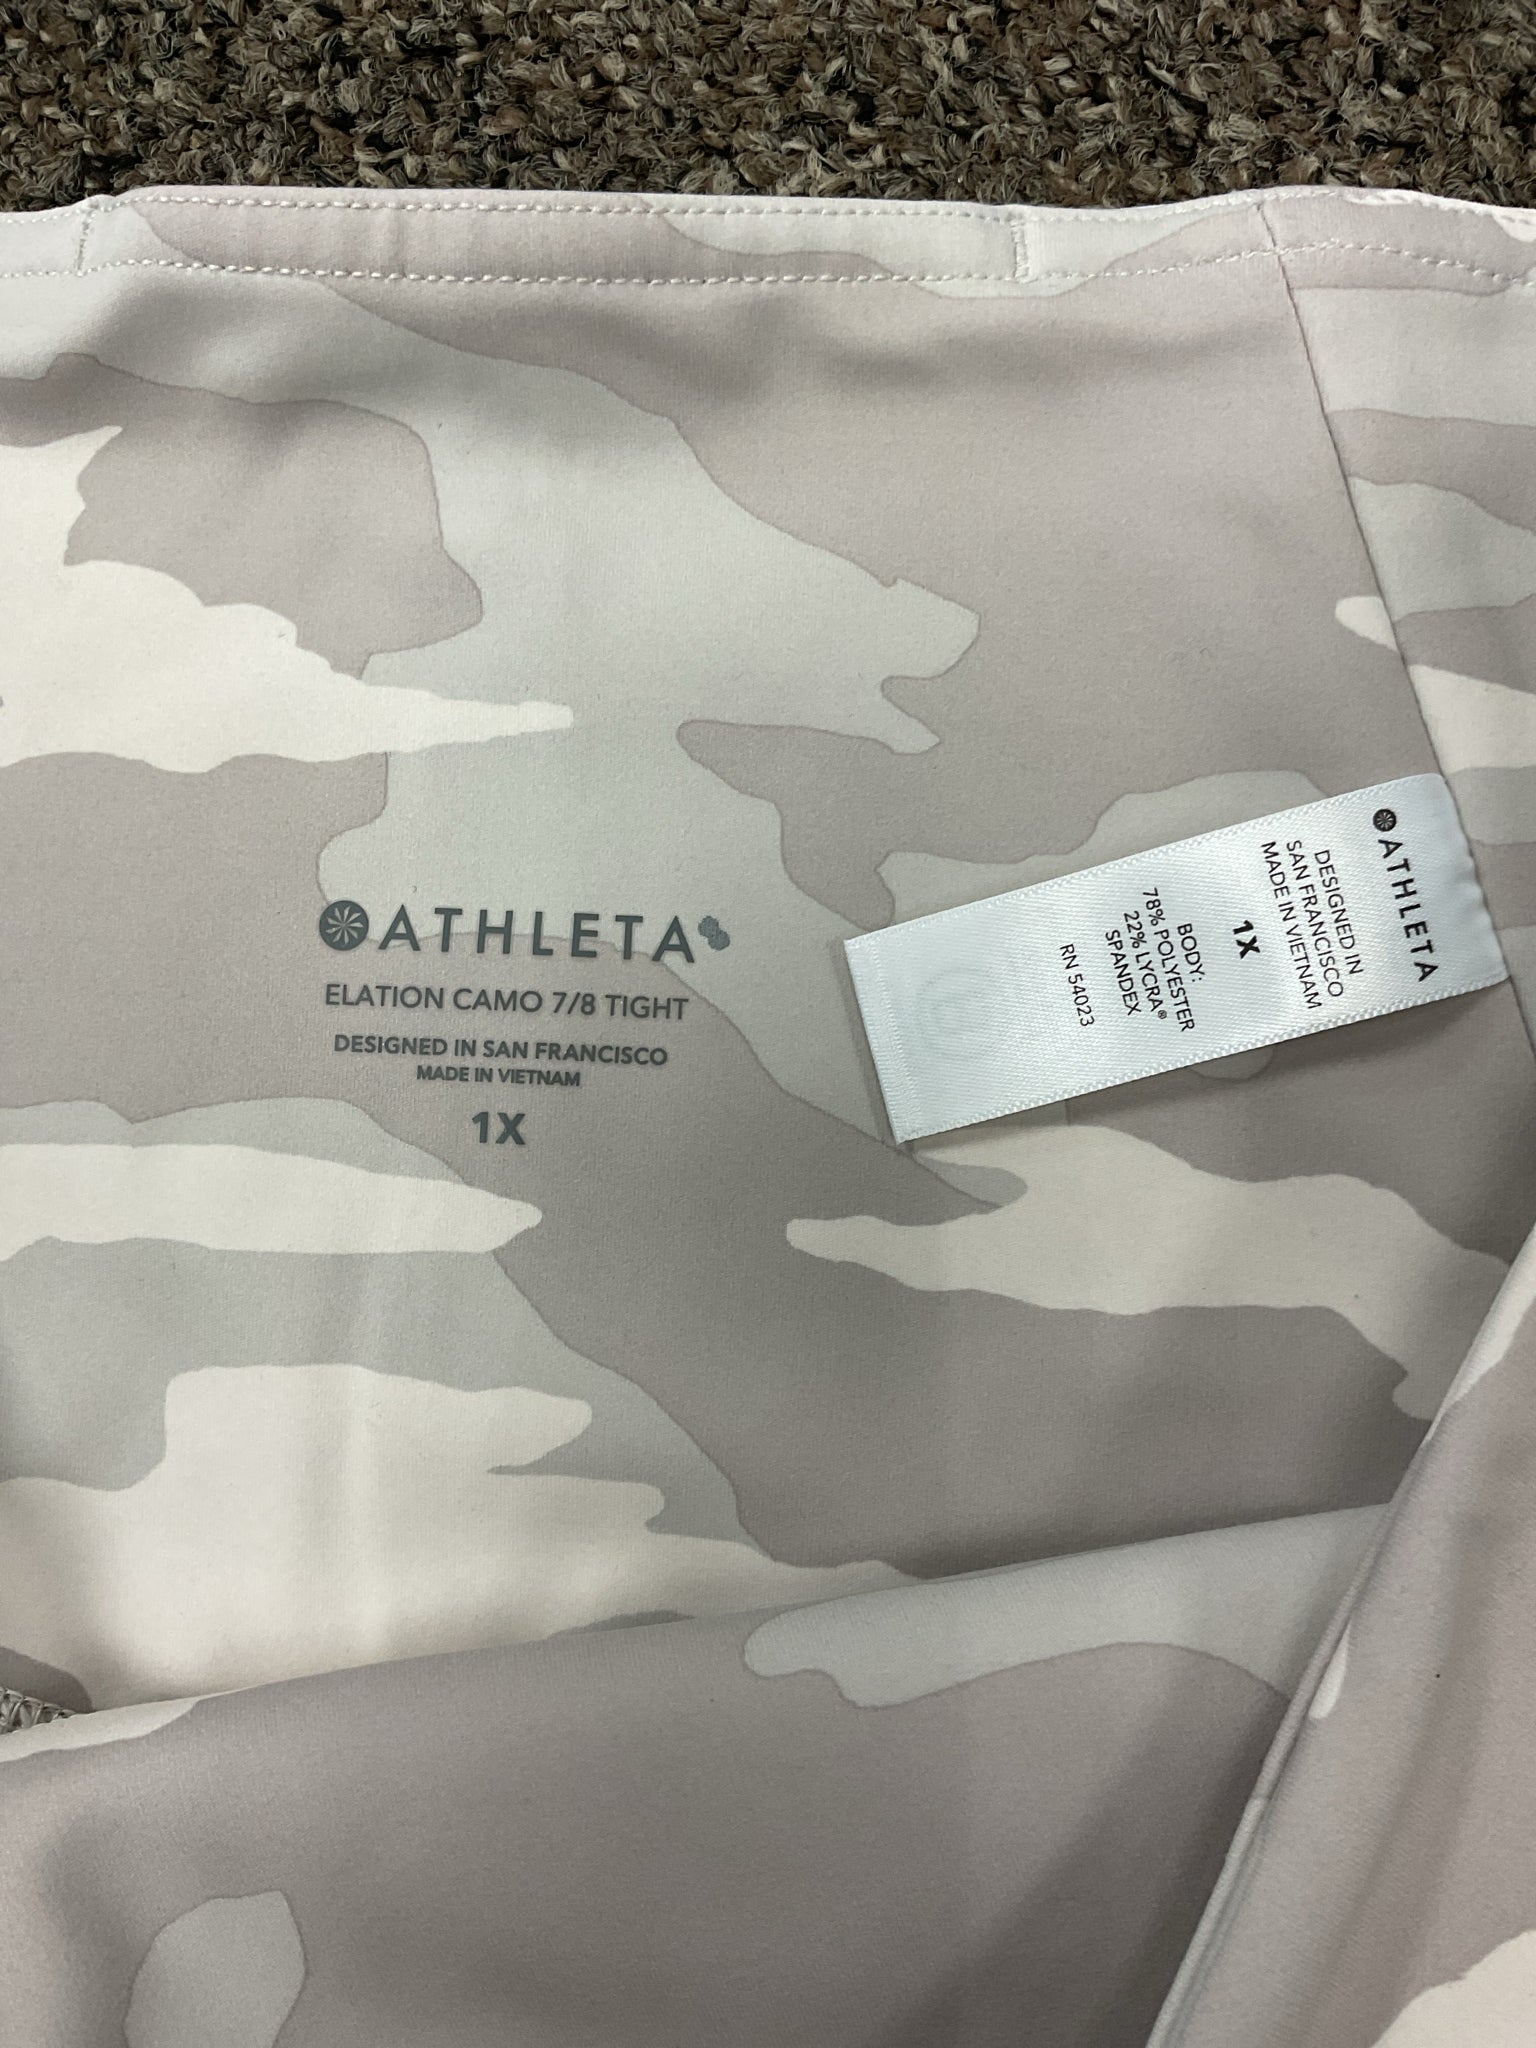 ATHLETA
ELATION CAMO 7/8 TIGHT
DESIGNED IN SAN FRANCISCO
MADE IN VIETNAM
1X
ATHLETA
DESIGNED IN
SAN FRANCISCO
MADE IN VIETNAM
1X
BODY:
78% POLYESTER
22% LYCRA®
SPANDEX
RN 54023